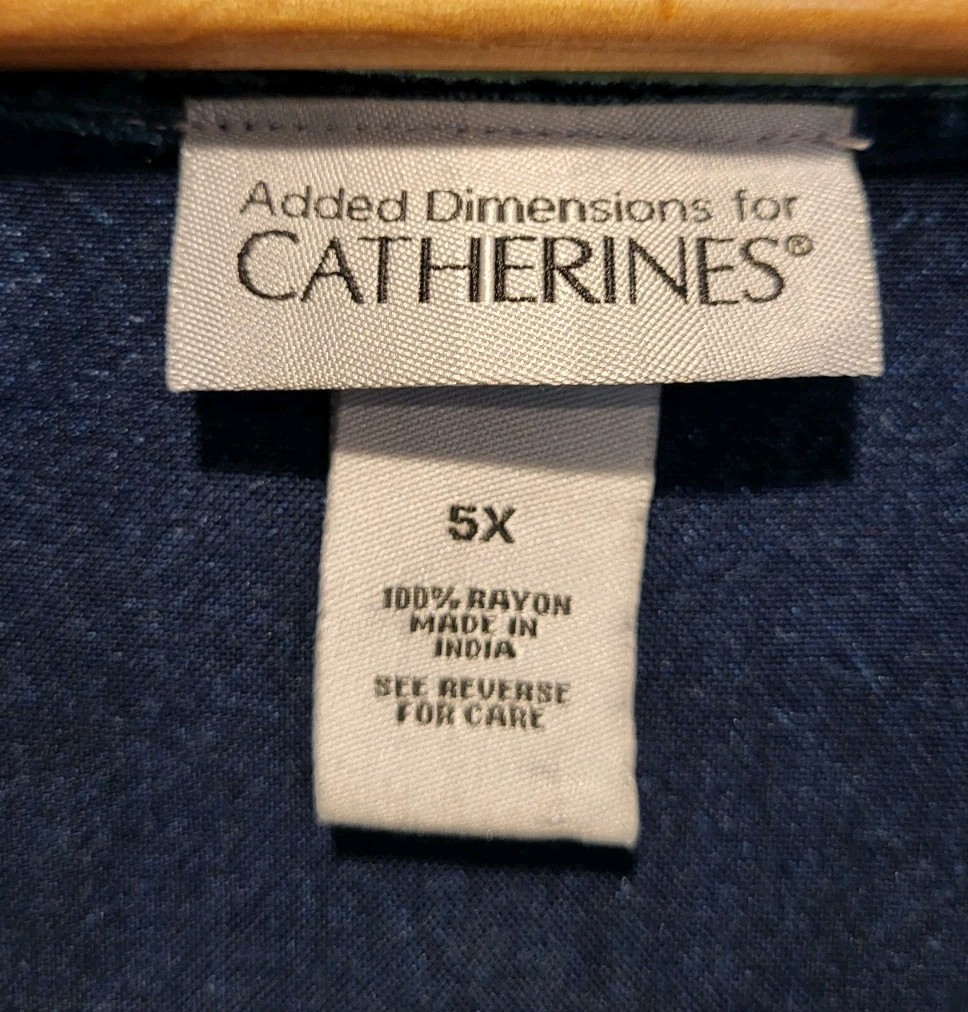 Added Dimensions for
CATHERINES®
5X
100% RAYON
MADE IN
INDIA
SEE REVERSE
FOR CARE